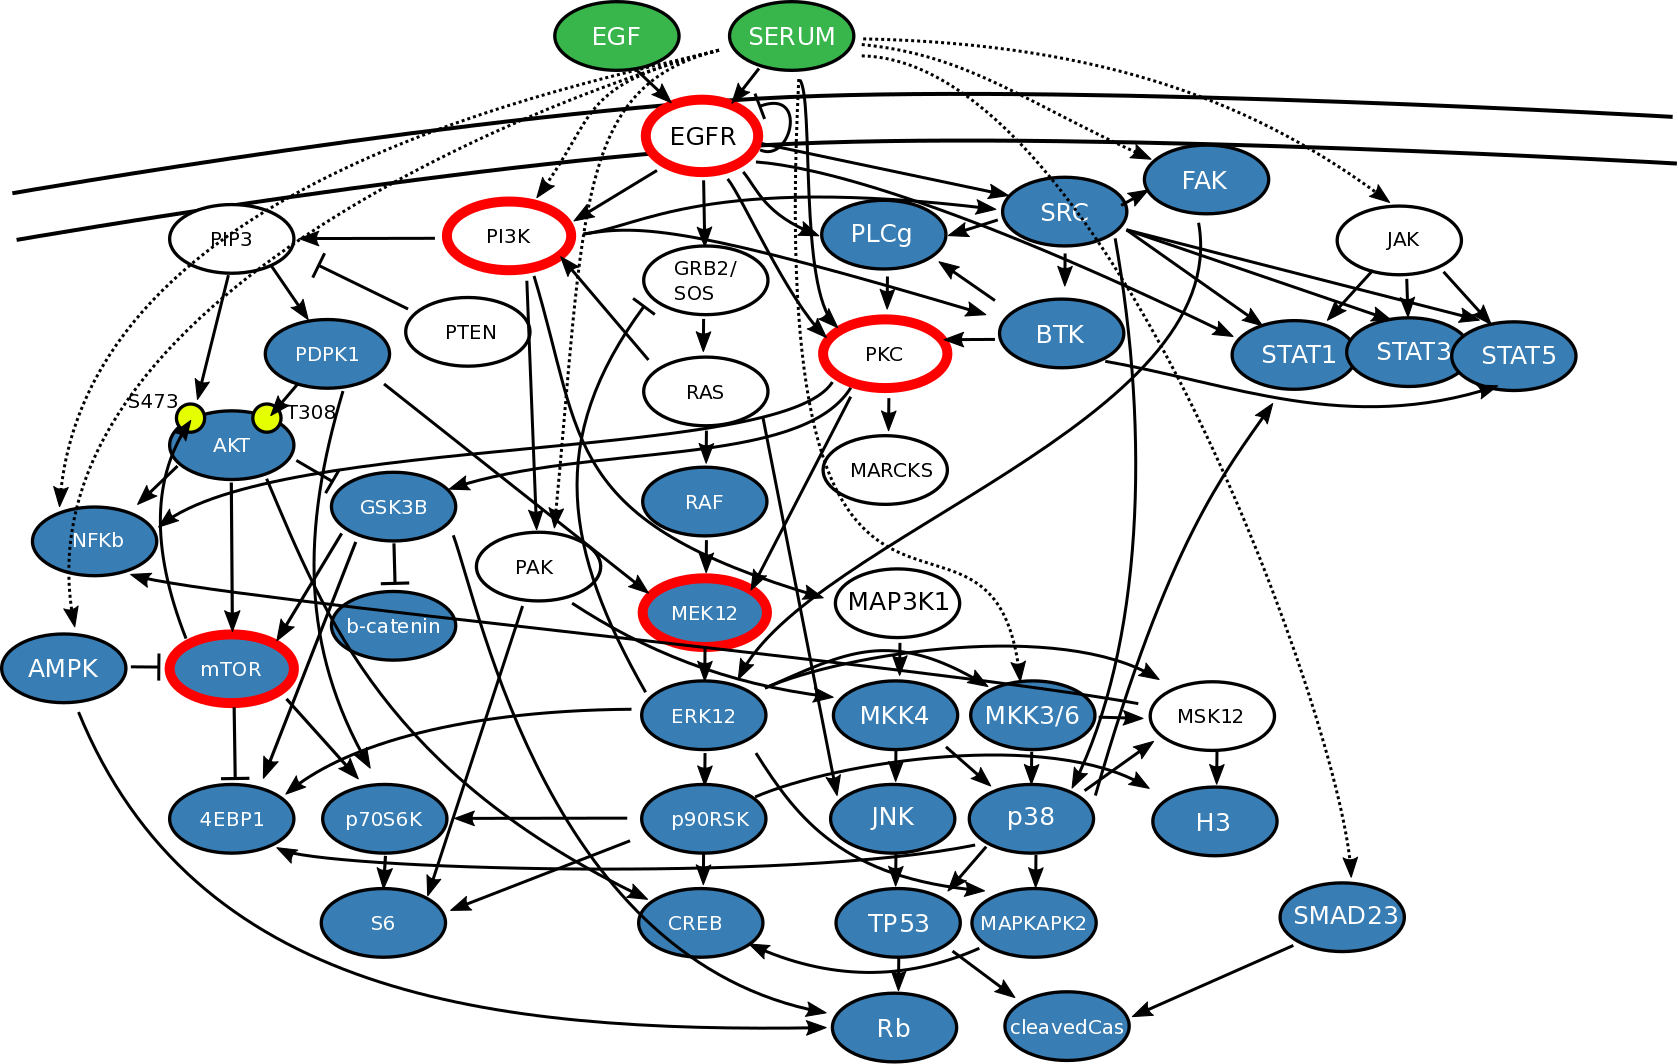 EGF
SERUM
EGFR
FAK
SRC
PIP3
PI3K
PLCg
JAK
GRB2/
SOS
PTEN
BTK
PDPK1
PKC
STAT1
STAT3
STAT5
RAS
S473
T308
AKT
MARCKS
GSK3B
RAF
NFKb
PAK
MAP3K1
MEK12
b-catenin
AMPK
mTOR
ERK12
MKK4
MKK3/6
MSK12
4EBP1
p70S6K
p90RSK
JNK
p38
H3
S6
CREB
TP53
MAPKAPK2
SMAD23
Rb
cleavedCas